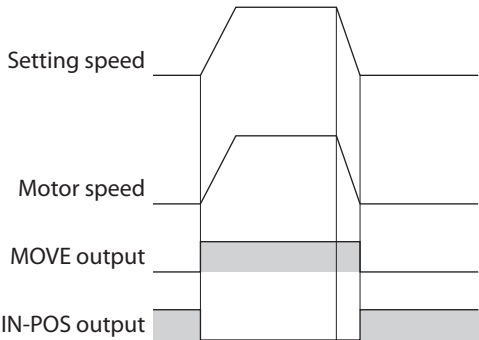 Setting speed
Motor speed
MOVE output
IN-POS output